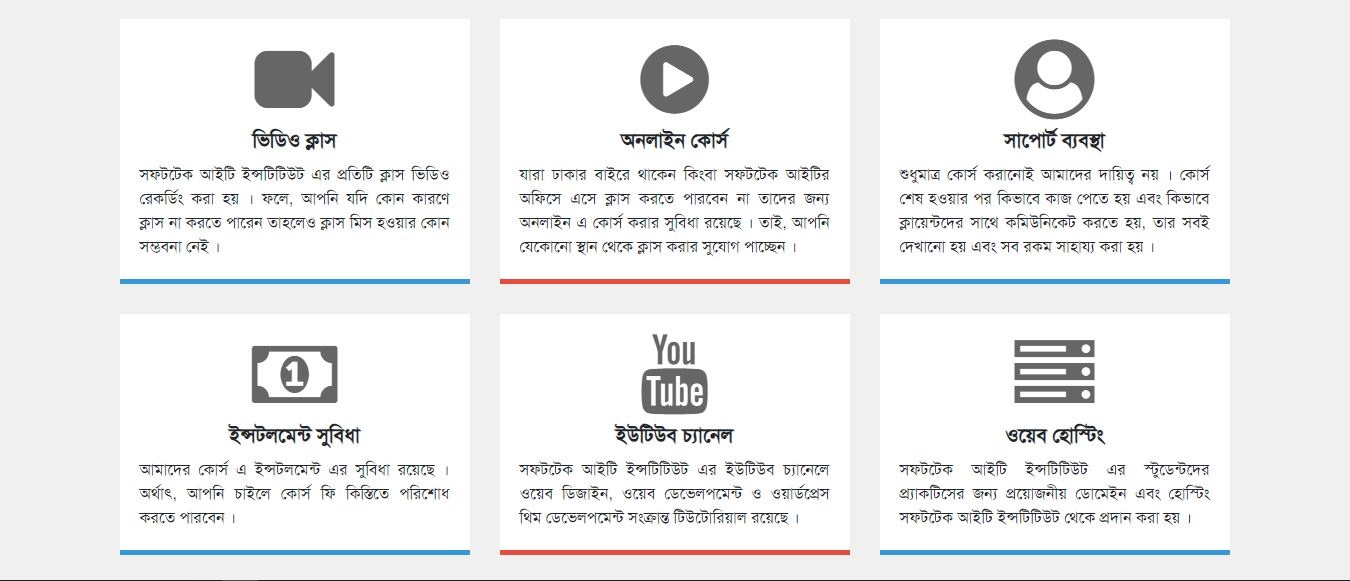 ভিডিও ক্লাস
সফটটেক আইটি ইন্সটিটিউট এর প্রতিটি ক্লাস ভিডিও
রেকর্ডিং করা হয় । ফলে, আপনি যদি কোন কারণে
ক্লাস না করতে পারেন তাহলেও ক্লাস মিস হওয়ার কোন
সম্ভবনা নেই ।
অনলাইন কোর্স
যারা ঢাকার বাইরে থাকেন কিংবা সফটটেক আইটির
অফিসে এসে ক্লাস করতে পারবেন না তাদের জন্য
অনলাইন এ কোর্স করার সুবিধা রয়েছে । তাই, আপনি
যেকোনো স্থান থেকে ক্লাস করার সুযোগ পাচ্ছেন ।
সাপোর্ট ব্যবস্থা
শুধুমাত্র কোর্স করানোই আমাদের দায়িত্ব নয় । কোর্স
শেষ হওয়ার পর কিভাবে কাজ পেতে হয় এবং কিভাবে
ক্লায়েন্টদের সাথে কমিউনিকেট করতে হয়, তার সবই
দেখানো হয় এবং সব রকম সাহায্য করা হয় ।
1
ইন্সটলমেন্ট সুবিধা
আমাদের কোর্স এ ইন্সটলমেন্ট এর সুবিধা রয়েছে ।
অর্থাৎ, আপনি চাইলে কোর্স ফি কিস্তিতে পরিশোধ
করতে পারবেন ।
You
Tube
ইউটিউব চ্যানেল
সফটটেক আইটি ইন্সটিটিউট এর ইউটিউব চ্যানেলে
ওয়েব ডিজাইন, ওয়েব ডেভেলপমেন্ট ও ওয়ার্ডপ্রেস
থিম ডেভেলপমেন্ট সংক্রান্ত টিউটোরিয়াল রয়েছে ।
ওয়েব হোস্টিং
সফটটেক আইটি ইন্সটিটিউট এর স্টুডেন্টদের
প্র্যাকটিসের জন্য প্রয়োজনীয় ডোমেইন এবং হোস্টিং
সফটটেক আইটি ইন্সটিটিউট থেকে প্রদান করা হয় ।